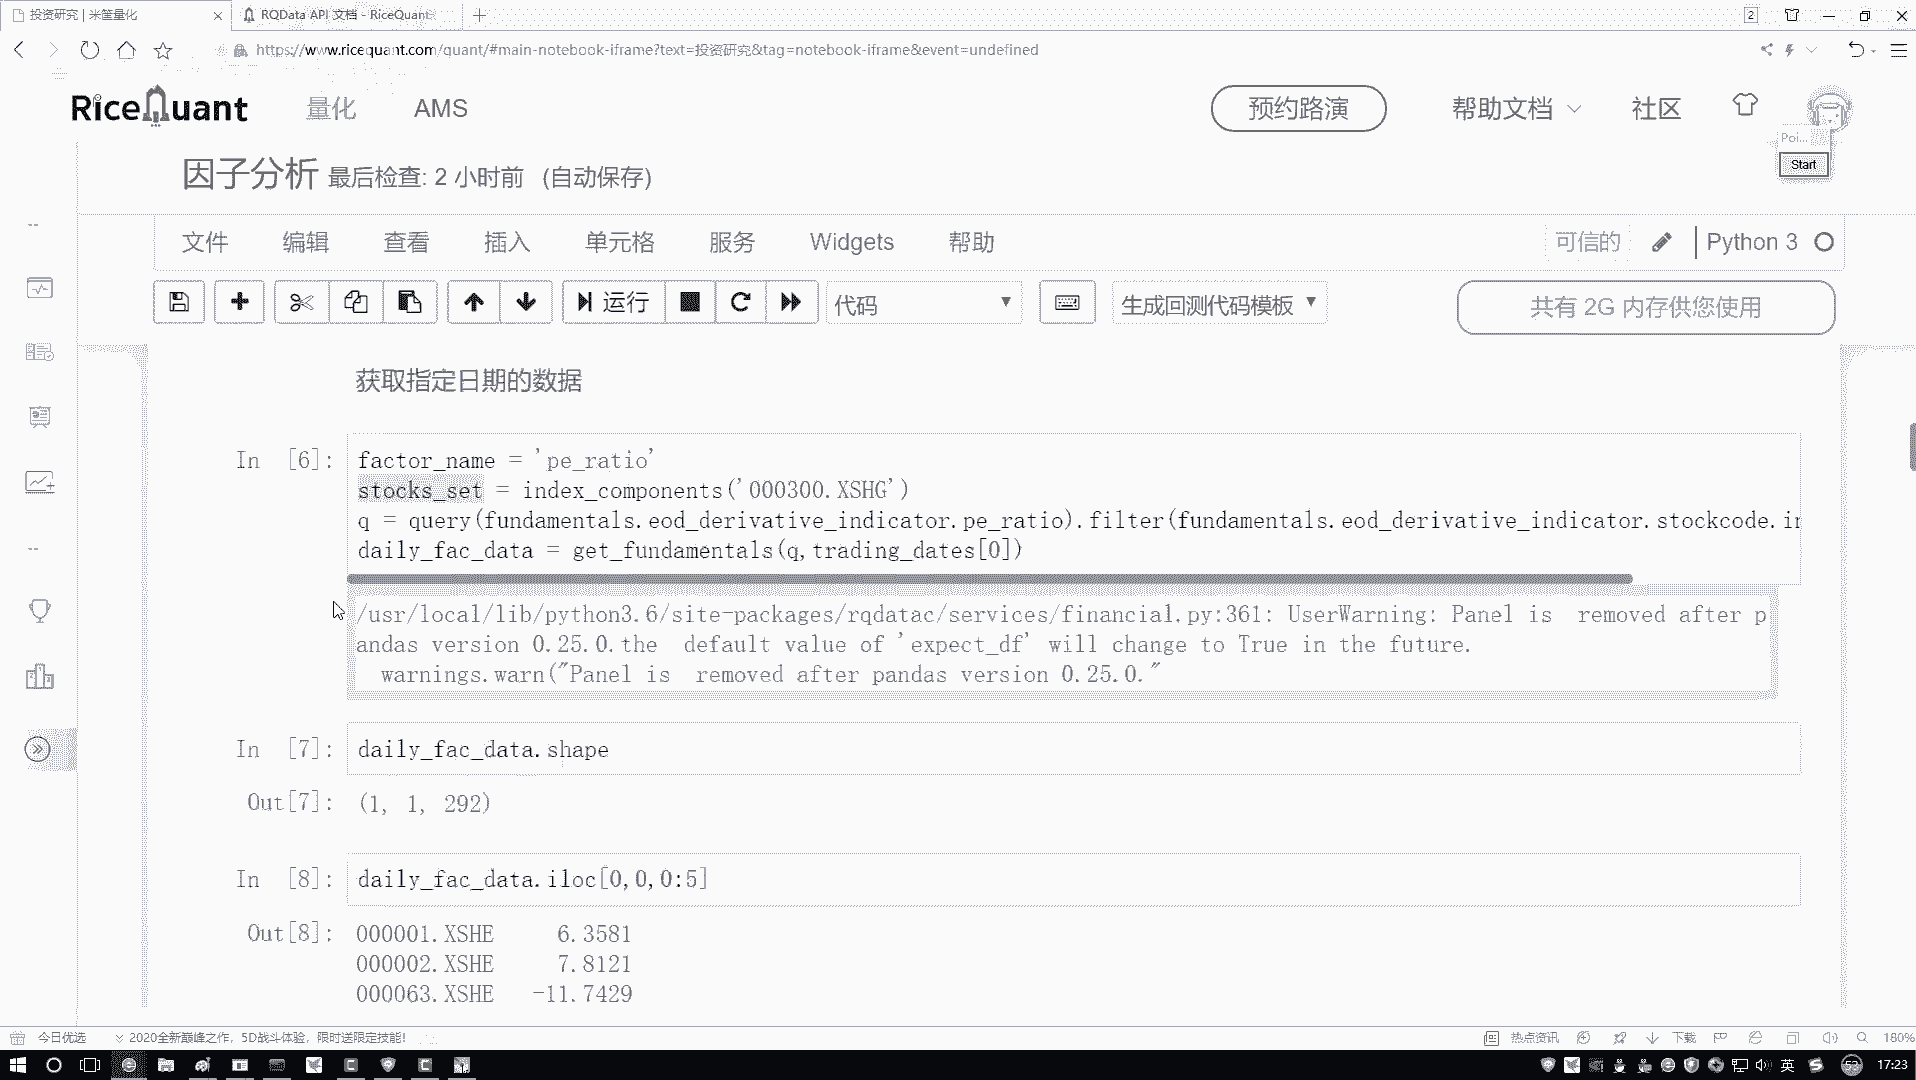 投资研究 | 米筐量化
RQData API 文档 - RiceQuant
2
https://www.ricequant.com/quant/#main-notebook-iframe?text=投资研究&tag=notebook-iframe&event=undefined
RiceQuant
量化
AMS
预约路演
帮助文档
社区
Poi...
Start
因子分析 最后检查: 2 小时前 (自动保存)
文件
编辑
查看
插入
单元格
服务
Widgets
帮助
可信的
Python 3
运行
代码
生成回测代码模板
共有 2G 内存供您使用
获取指定日期的数据
In [6]:
factor_name = 'pe_ratio'
stocks_set = index_components('000300.XSHG')
q = query(fundamentals.eod_derivative_indicator.pe_ratio).filter(fundamentals.eod_derivative_indicator.stockcode.in
daily_fac_data = get_fundamentals(q,trading_dates[0])
/usr/local/lib/python3.6/site-packages/rqdatac/services/financial.py:361: UserWarning: Panel is  removed after p
andas version 0.25.0.the  default value of 'expect_df' will change to True in the future.
warnings.warn("Panel is  removed after pandas version 0.25.0."
In [7]:
daily_fac_data.shape
Out[7]:
(1, 1, 292)
In [8]:
daily_fac_data.iloc[0,0,0:5]
Out[8]:
000001.XSHE 6.3581
000002.XSHE 7.8121
000063.XSHE -11.7429
今日优选
2020全新巅峰之作，5D战斗体验，限时送限定技能！
热点资讯
下载
180%
英
53
17:23